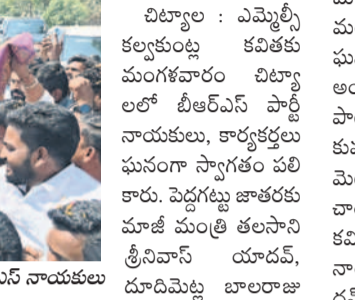 చిట్యాల : ఎమ్మెల్సీ
కల్వకుంట్ల కవితకు
మంగళవారం చిట్యా
లలో బీఆర్ఎస్ పార్టీ
నాయకులు, కార్యకర్తలు
ఘనంగా స్వాగతం పలి
కారు. పెద్దగట్టు జాతరకు
మాజీ మంత్రి తలసాని
శ్రీనివాస్ యాదవ్,
దూదిమెట్ల బాలరాజు
నాయకులు